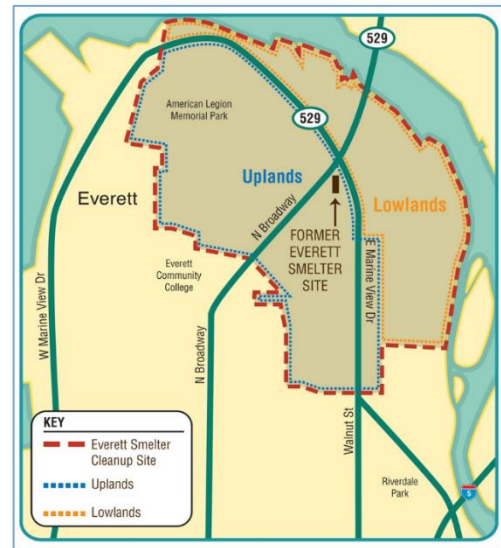 529
American Legion
Memorial Park
529
Uplands
Everett
Lowlands
N Broadway
FORMER
EVERETT
SMELTER
SITE
E Marine View Dr
Everett
Community
College
W Marine View Dr
N Broadway
Walnut St
KEY
Everett Smelter
Cleanup Site
Uplands
Lowlands
Riverdale
Park
5